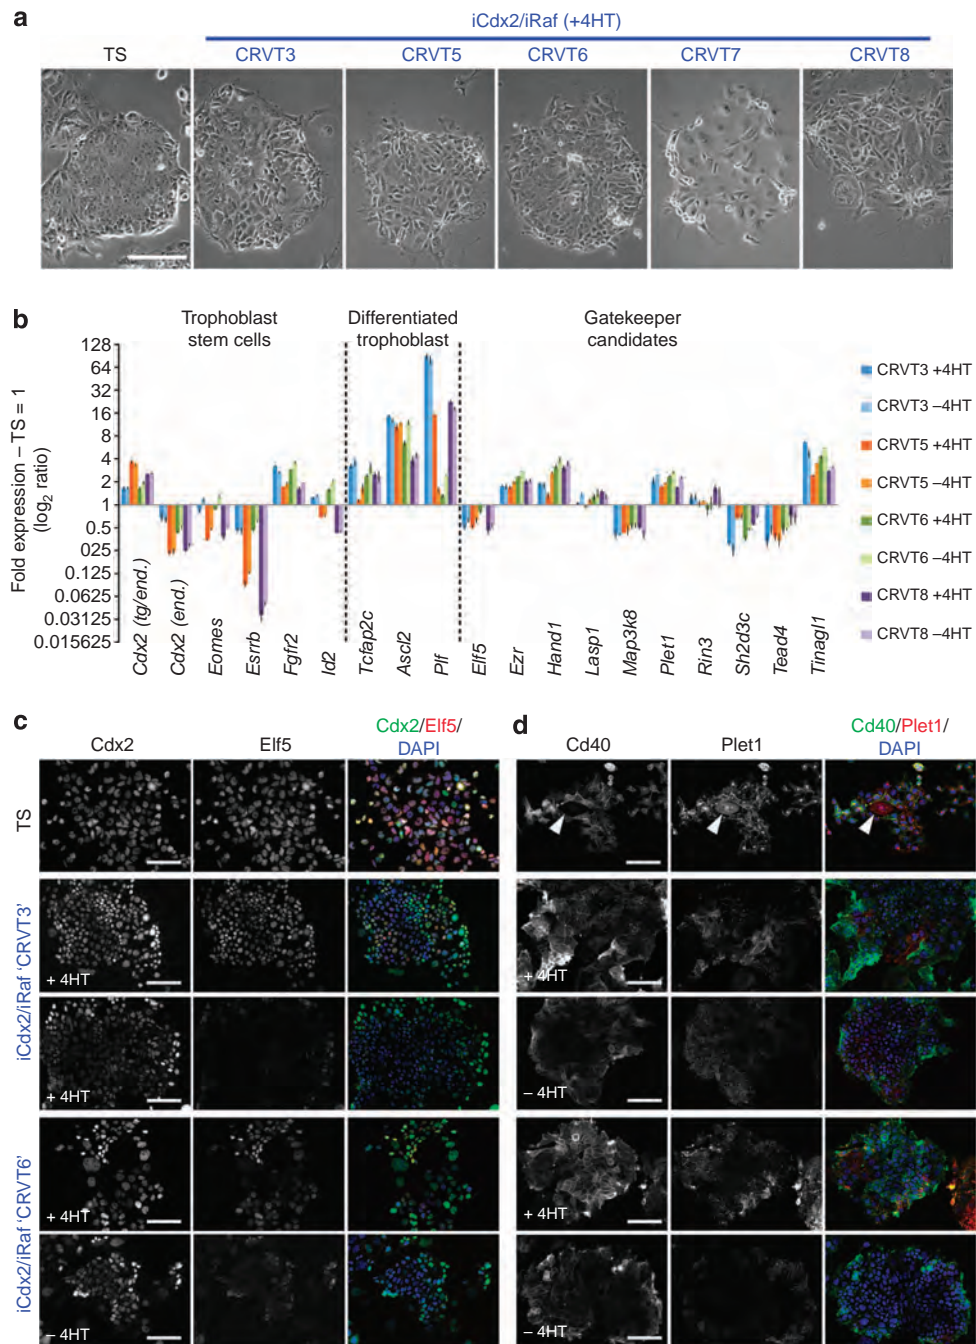 a
iCdx2/iRaf (+4HT)
TS
CRVT3
CRVT5
CRVT6
CRVT7
CRVT8
b
Trophoblast
stem cells
Differentiated
trophoblast
Gatekeeper
candidates
Fold expression – TS = 1
(log2 ratio)
128
64
32
16
8
4
2
1
0.5
025
0.125
0.0625
0.03125
0.015625
Cdx2 (tg/end.)
Cdx2 (end.)
Eomes
Esrrb
Fgfr2
Id2
Tcfap2c
Ascl2
Plf
Elf5
Ezr
Hand1
Lasp1
Map3k8
Plet1
Rin3
Sh2d3c
Tead4
Tinagl1
CRVT3 +4HT
CRVT3 –4HT
CRVT5 +4HT
CRVT5 –4HT
CRVT6 +4HT
CRVT6 –4HT
CRVT8 +4HT
CRVT8 –4HT
c
Cdx2
Elf5
Cdx2/Elf5/
DAPI
TS
iCdx2/iRaf 'CRVT3'
+ 4HT
+ 4HT
iCdx2/iRaf 'CRVT6'
+ 4HT
– 4HT
d
Cd40
Plet1
Cd40/Plet1/
DAPI
+ 4HT
– 4HT
+ 4HT
– 4HT